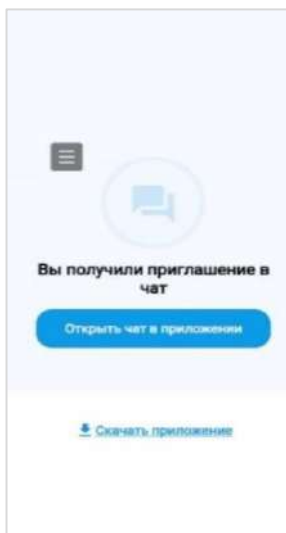 Вы получили приглашение в
чат
Открыть чат в приложении
Скачать приложение